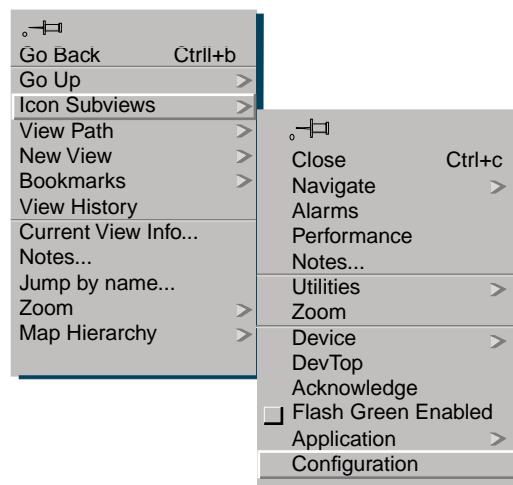 Go Back Ctrll+b
Go Up
Icon Subviews
View Path
New View
Bookmarks
View History
Current View Info...
Notes...
Jump by name...
Zoom
Map Hierarchy
Close Ctrl+c
Navigate
Alarms
Performance
Notes...
Utilities
Zoom
Device
DevTop
Acknowledge
Flash Green Enabled
Application
Configuration